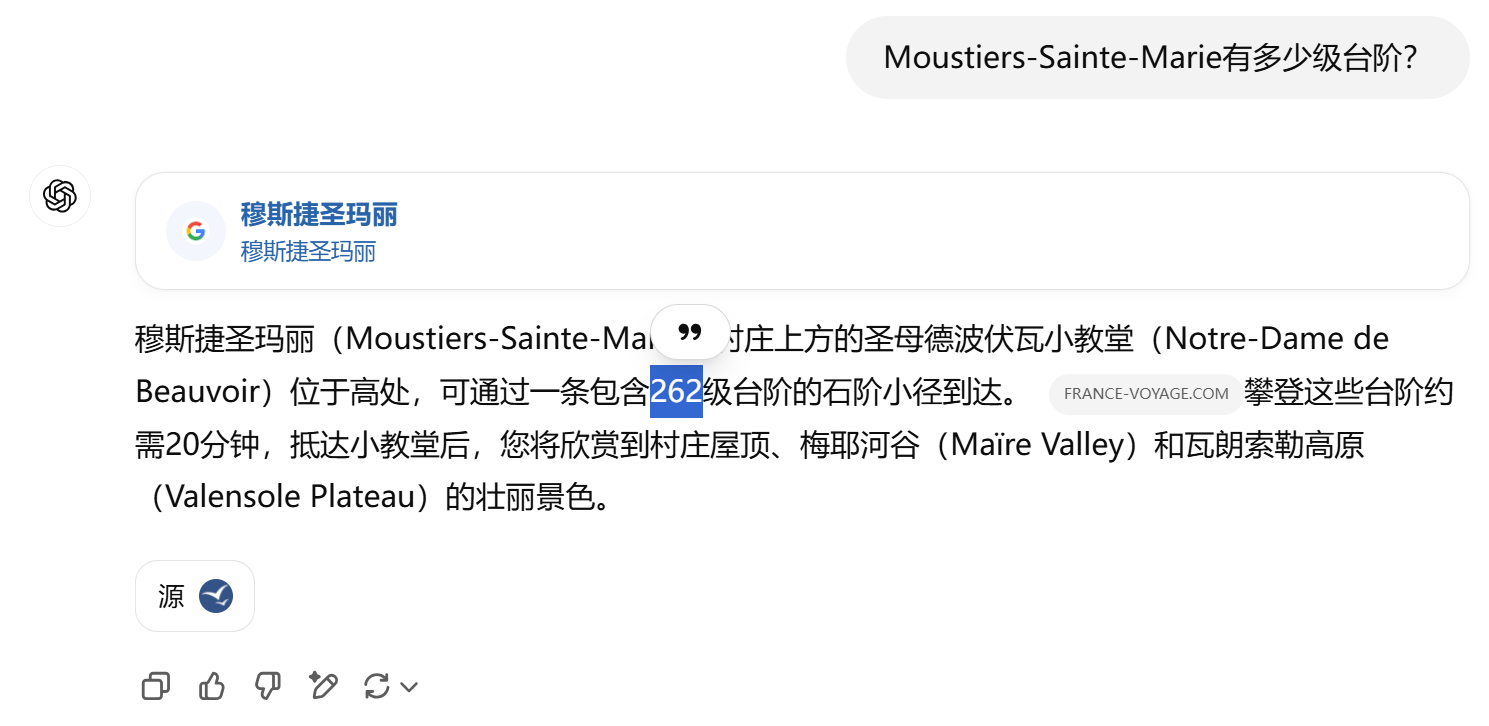 Moustiers-Sainte-Marie有多少级台阶？
穆斯捷圣玛丽
穆斯捷圣玛丽
穆斯捷圣玛丽（Moustiers-Sainte-Ma 村庄上方的圣母德波伏瓦小教堂（Notre-Dame de
Beauvoir）位于高处，可通过一条包含262级台阶的石阶小径到达。 FRANCE-VOYAGE.COM 攀登这些台阶约
需20分钟，抵达小教堂后，您将欣赏到村庄屋顶、梅耶河谷（Maïre Valley）和瓦朗索勒高原
（Valensole Plateau）的壮丽景色。
源